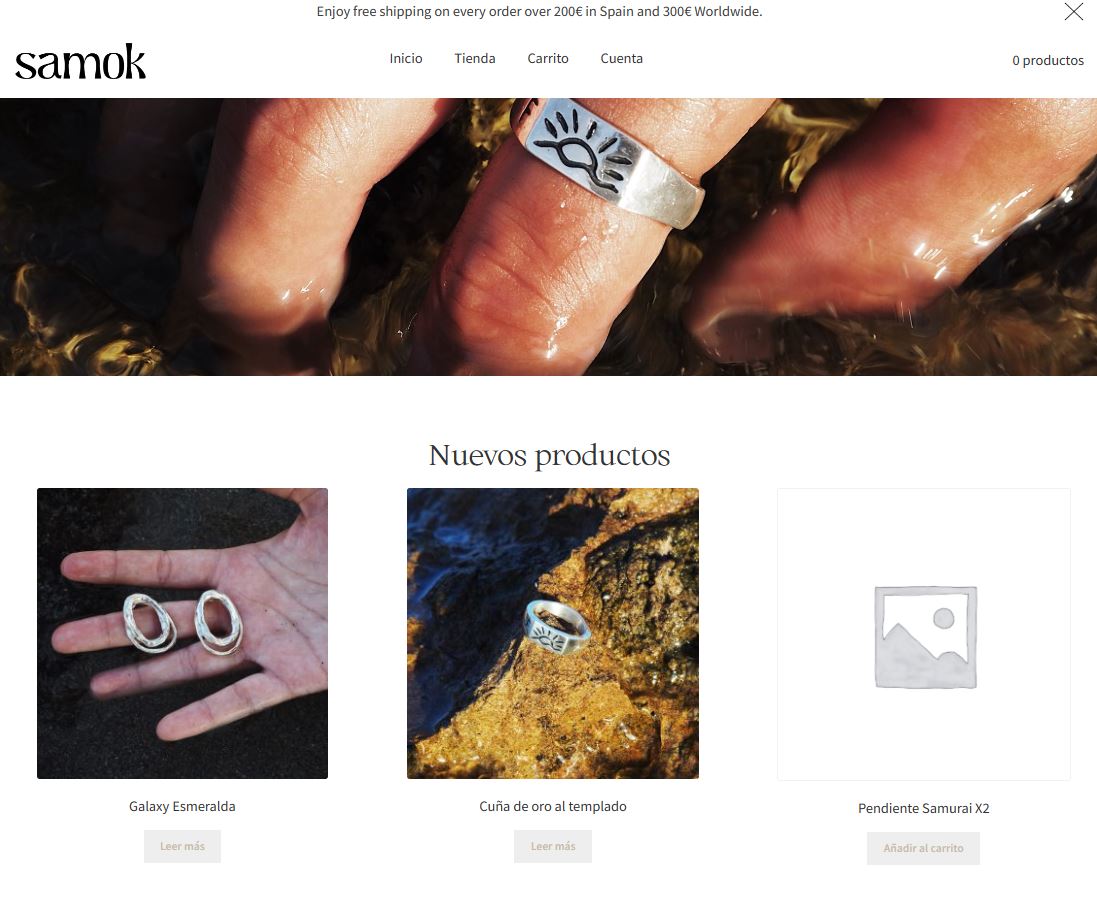 Enjoy free shipping on every order over 200€ in Spain and 300€ Worldwide.
samok
Inicio Tienda Carrito Cuenta
0 productos
Nuevos productos
Galaxy Esmeralda
Leer más
Cuña de oro al templado
Leer más
Pendiente Samurai X2
Añadir al carrito